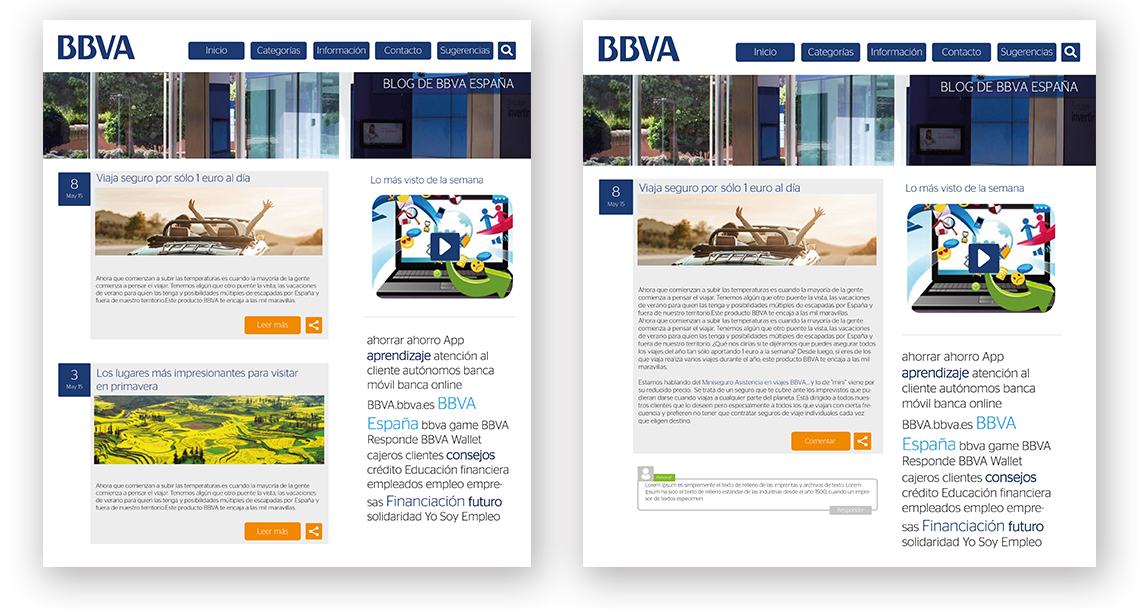 BBVA
Inicio
Categorías
Información
Contacto
Sugerencias
BLOG DE BBVA ESPAÑA
8
May 15
Viaja seguro por sólo 1 euro al día
Ahora que comienzan a subir las temperaturas es cuando la mayoría de la gente
comienza a pensar el viajar. Tenemos algún que otro puente la vista, las vacaciones
de verano para quien las tenga y posibilidades múltiples de escapadas por España y
fuera de nuestro territorio.Este producto BBVA te encaja a las mil maravillas.
Leer más
3
May 15
Los lugares más impresionantes para visitar
en primavera
Ahora que comienzan a subir las temperaturas es cuando la mayoría de la gente
comienza a pensar el viajar. Tenemos algún que otro puente la vista, las vacaciones
de verano para quien las tenga y posibilidades múltiples de escapadas por España y
fuera de nuestro territorio.Este producto BBVA te encaja a las mil maravillas.
Leer más
Lo más visto de la semana
ahorrar ahorro App
aprendizaje atención al
cliente autónomos banca
móvil banca online
BBVA.bbva.es BBVA
España bbva game BBVA
Responde BBVA Wallet
cajeros clientes consejos
crédito Educación financiera
empleados empleo empre-
sas Financiación futuro
solidaridad Yo Soy Empleo
BBVA
Inicio
Categorías
Información
Contacto
Sugerencias
BLOG DE BBVA ESPAÑA
invertir
8
May 15
Viaja seguro por sólo 1 euro al día
Ahora que comienzan a subir las temperaturas es cuando la mayoría de la gente
comienza a pensar el viajar. Tenemos algún que otro puente la vista, las vacaciones
de verano para quien las tenga y posibilidades múltiples de escapadas por España y
fuera de nuestro territorio.Este producto BBVA te encaja a las mil maravillas.
Ahora que comienzan a subir las temperaturas es cuando la mayoría de la gente
comienza a pensar el viajar. Tenemos algún que otro puente la vista, las vacaciones
de verano para quien las tenga y posibilidades múltiples de escapadas por España y
fuera de nuestro territorio. ¿Qué nos dirías si te dijéramos que puedes asegurar todos
los viajes del año tan sólo aportando 1 euro a la semana? Desde luego, si eres de los
que viaja realiza varios viajes durante el año, este producto BBVA te encaja a las mil
maravillas.
Estamos hablando del Miniseguro Asistencia en viajes BBVA... y lo de "mini" viene por
su reducido precio. Se trata de un seguro que te cubre ante los imprevistos que pu-
dieran darse cuando viajas a cualquier parte del planeta. Está dirigido a todos nues-
tros clientes que lo deseen pero especialmente a todos los que viajan con cierta fre-
cuencia y prefieren no tener que contratar seguros de viaje individuales cada vez
que eligen destino.
Comentar
Lorem Ipsum es simplemente el texto de relleno de las imprentas y archivos de texto. Lorem
Ipsum ha sido el texto de relleno estándar de las industrias desde el año 1500, cuando un impre-
sor de textos especimen.
Responder
Lo más visto de la semana
ahorrar ahorro App
aprendizaje atención al
cliente autónomos banca
móvil banca online
BBVA.bbva.es BBVA
España bbva game BBVA
Responde BBVA Wallet
cajeros clientes consejos
crédito Educación financiera
empleados empleo empre-
sas Financiación futuro
solidaridad Yo Soy Empleo